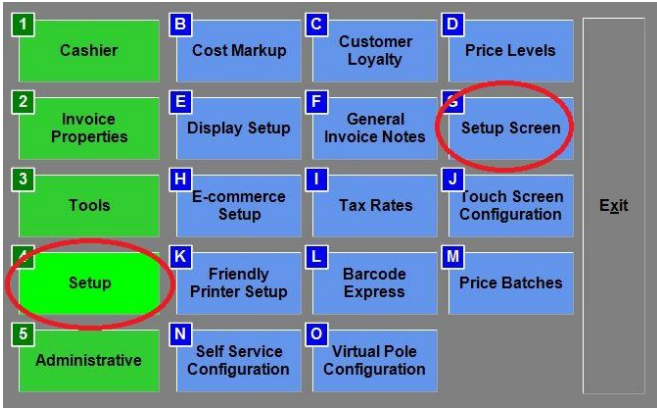 1
Cashier
B
Cost Markup
C
Customer
Loyalty
D
Price Levels
2
Invoice
Properties
E
Display Setup
F
General
Invoice Notes
G
Setup Screen
3
Tools
H
E-commerce
Setup
I
Tax Rates
J
Touch Screen
Configuration
Exit
4
Setup
K
Friendly
Printer Setup
L
Barcode
Express
M
Price Batches
5
Administrative
N
Self Service
Configuration
O
Virtual Pole
Configuration